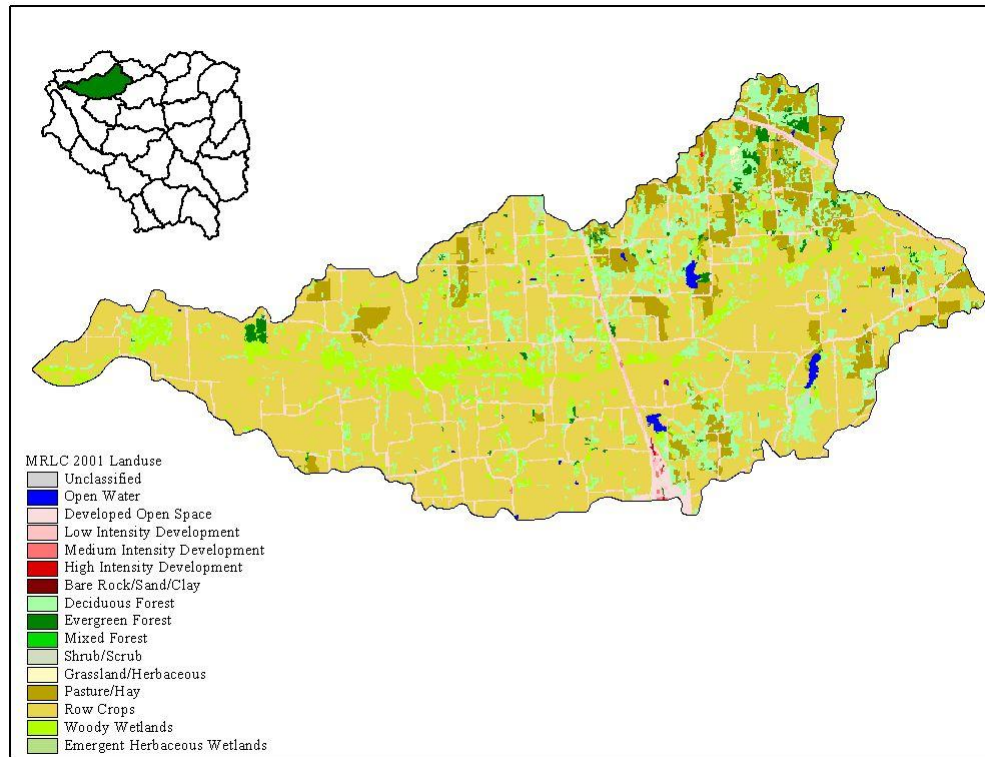 MRLC 2001 Landuse
Unclassified
Open Water
Developed Open Space
Low Intensity Development
Medium Intensity Development
High Intensity Development
Bare Rock/Sand/Clay
Deciduous Forest
Evergreen Forest
Mixed Forest
Shrub/Scrub
Grassland/Herbaceous
Pasture/Hay
Row Crops
Woody Wetlands
Emergent Herbaceous Wetlands